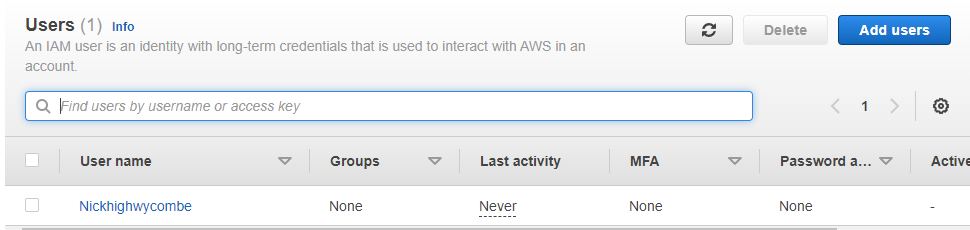 Users (1) Info
An IAM user is an identity with long-term credentials that is used to interact with AWS in an
account.
Delete
Add users
Find users by username or access key
1
User name Groups Last activity MFA Password a... Active
Nickhighwycombe None Never None None -